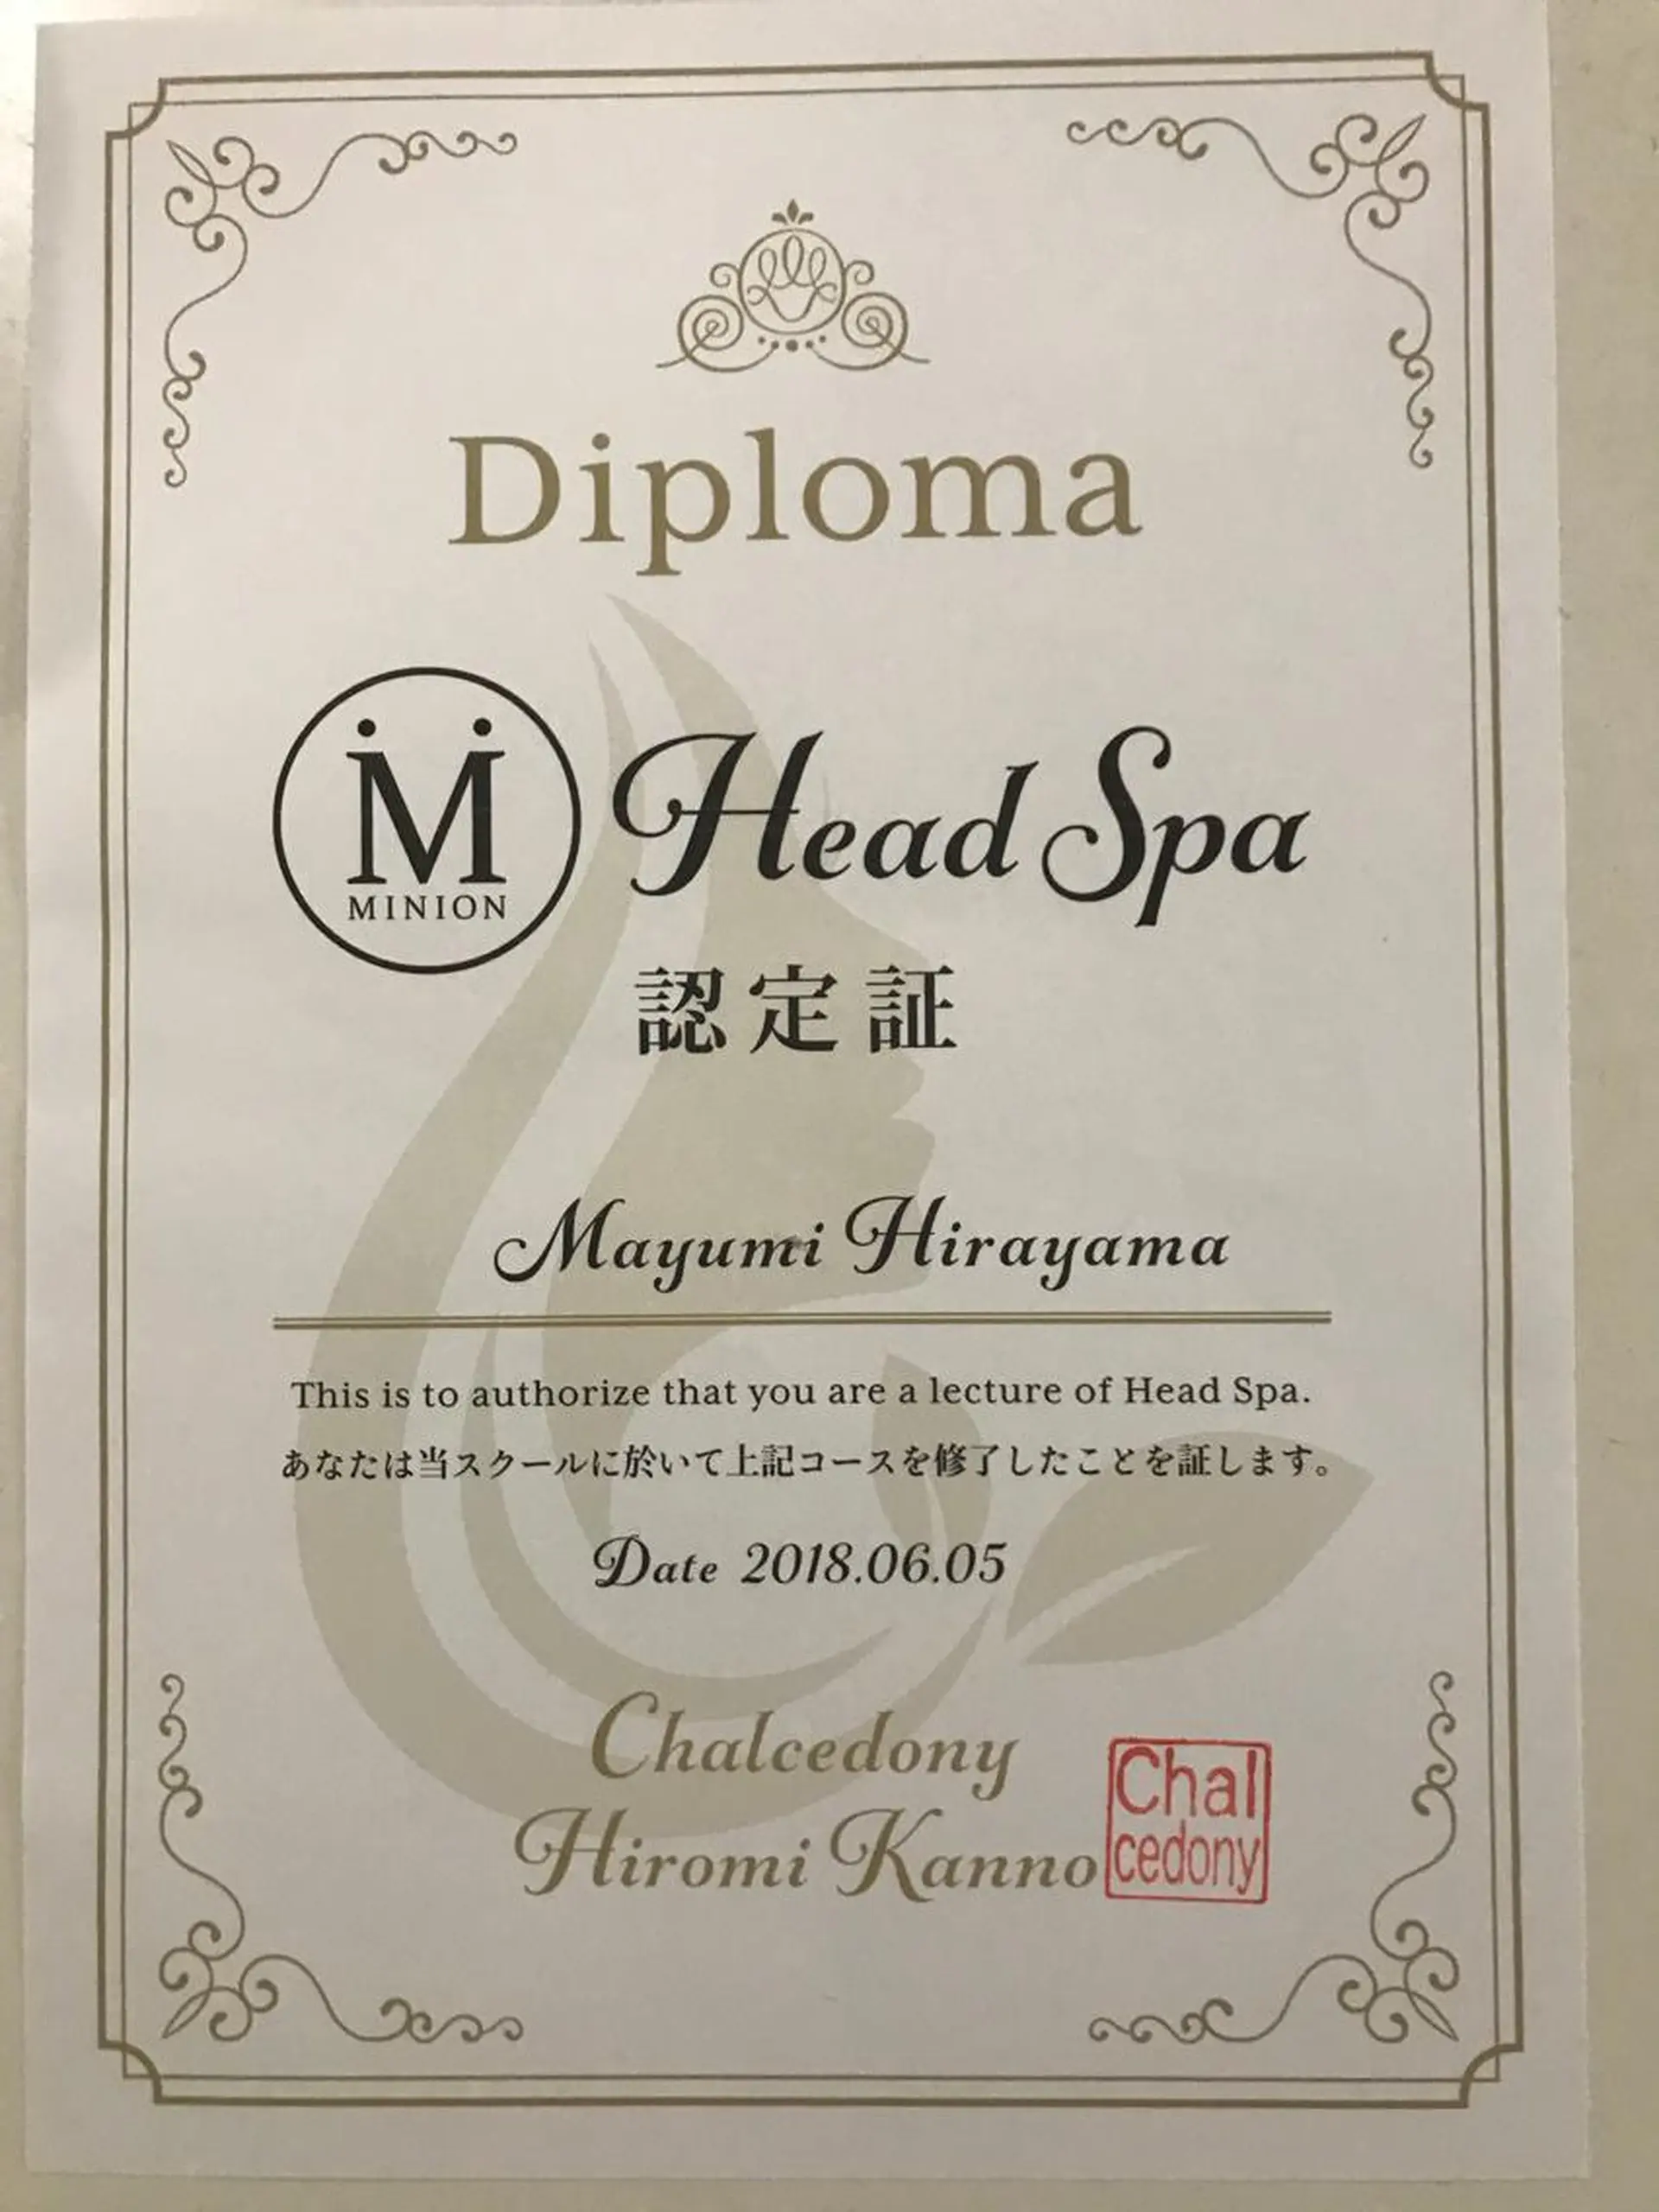 Diploma
M
MINION
Head Spa
認定証
Mayumi Hirayama
This is to authorize that you are a lecture of Head Spa.
あなたは当スクールに於いて上記コースを修了したことを証します。
Date 2018.06.05
Chalcedony
Hiromi Kanno
Chal
cedony